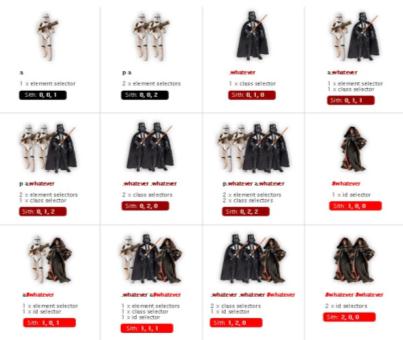 a
1 x element selector
Sith: 0, 0, 1
p a
2 x element selectors
Sith: 0, 0, 2
.whatever
1 x class selector
Sith: 0, 1, 0
a.whatever
1 x element selector
1 x class selector
Sith: 0, 1, 1
p a.whatever
2 x element selectors
1 x class selector
Sith: 0, 1, 2
.whatever .whatever
2 x class selectors
Sith: 0, 2, 0
p.whatever a.whatever
2 x element selectors
2 x class selectors
Sith: 0, 2, 2
#whatever
1 x id selector
Sith: 1, 0, 0
a#whatever
1 x element selector
1 x id selector
Sith: 1, 0, 1
.whatever a#whatever
1 x element selector
1 x class selector
1 x id selector
Sith: 1, 1, 1
.whatever .whatever #whatever
2 x class selectors
1 x id selector
Sith: 1, 2, 0
#whatever #whatever
2 x id selectors
Sith: 2, 0, 0